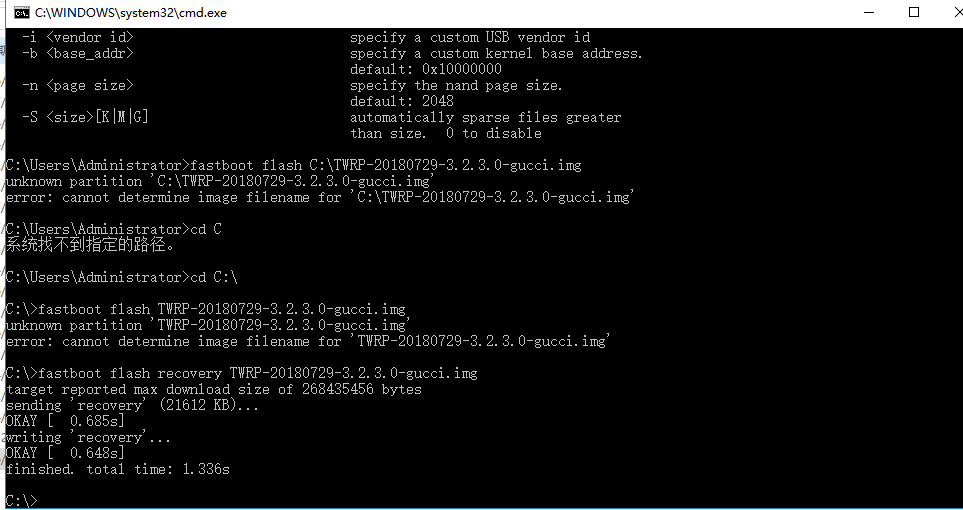 C:\WINDOWS\system32\cmd.exe
-i <vendor id> specify a custom USB vendor id
-b <base_addr> specify a custom kernel base address.
default: 0x10000000
-n <page size> specify the nand page size.
default: 2048
-S <size>[K|M|G] automatically sparse files greater
than size. 0 to disable
C:\Users\Administrator>fastboot flash C:\TWRP-20180729-3.2.3.0-gucci.img
unknown partition 'C:\TWRP-20180729-3.2.3.0-gucci.img'
error: cannot determine image filename for 'C:\TWRP-20180729-3.2.3.0-gucci.img'
C:\Users\Administrator>cd C
系统找不到指定的路径。
C:\Users\Administrator>cd C:\
C:\>fastboot flash TWRP-20180729-3.2.3.0-gucci.img
unknown partition 'TWRP-20180729-3.2.3.0-gucci.img'
error: cannot determine image filename for 'TWRP-20180729-3.2.3.0-gucci.img'
C:\>fastboot flash recovery TWRP-20180729-3.2.3.0-gucci.img
target reported max download size of 268435456 bytes
sending 'recovery' (21612 KB)...
OKAY [  0.685s]
writing 'recovery'...
OKAY [  0.648s]
finished. total time: 1.336s
C:\>